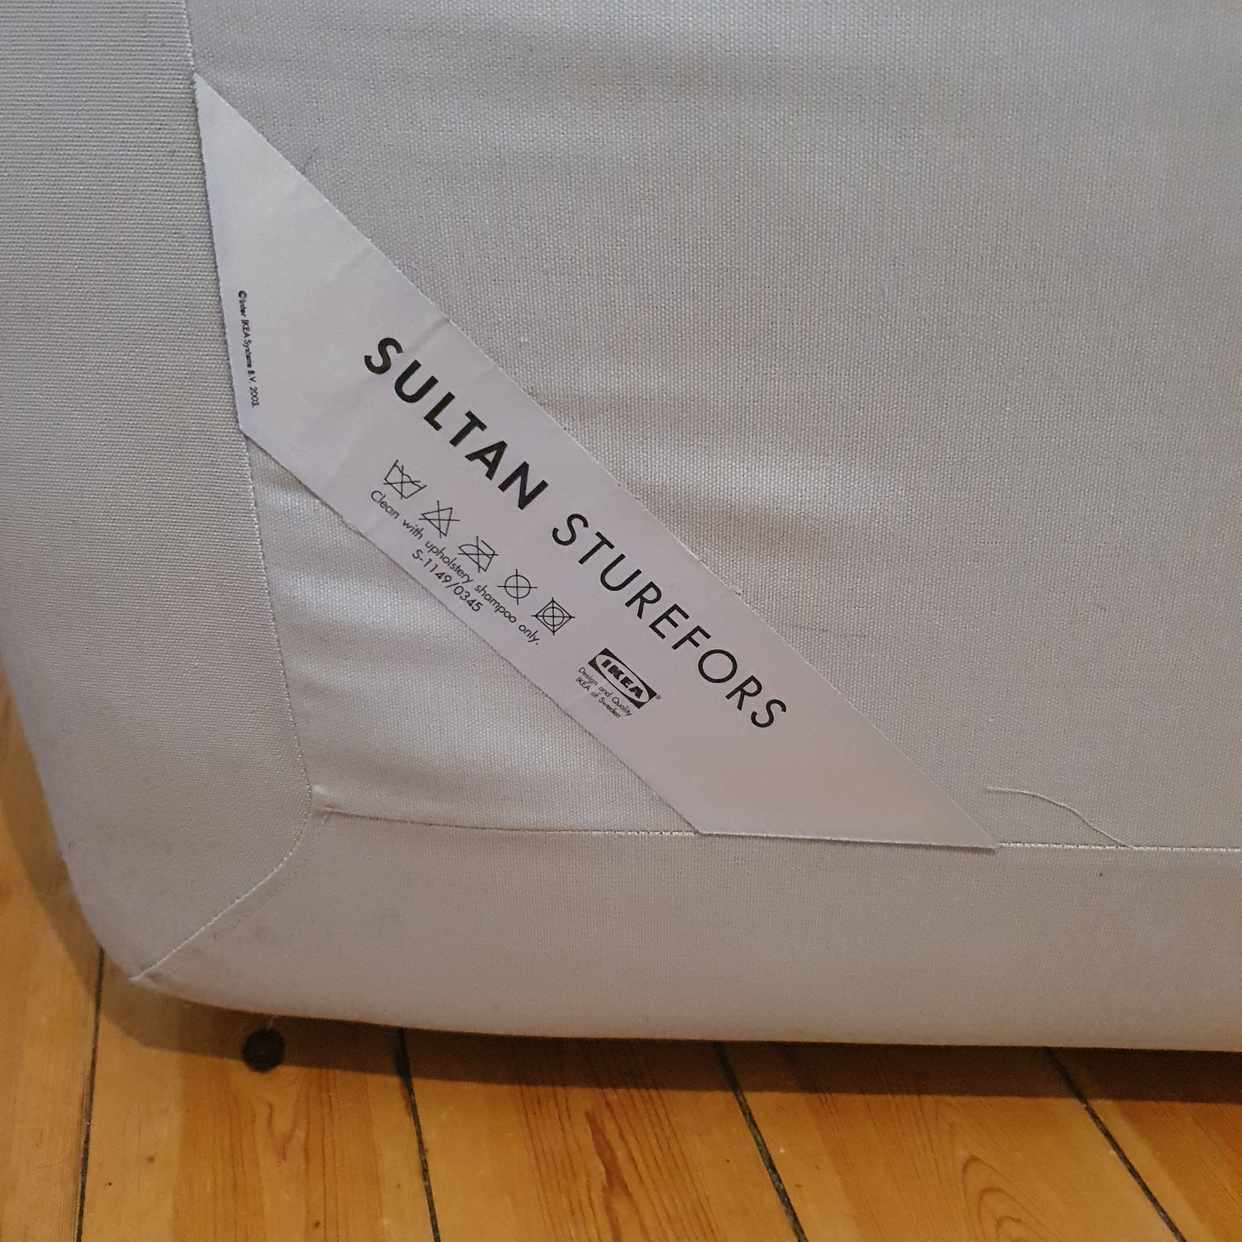 © Inter IKEA Systems B.V. 2003.
SULTAN STUREFORS
Clean with upholstery shampoo only.
S-1149/0345
IKEA®
Design and Quality
IKEA of Sweden